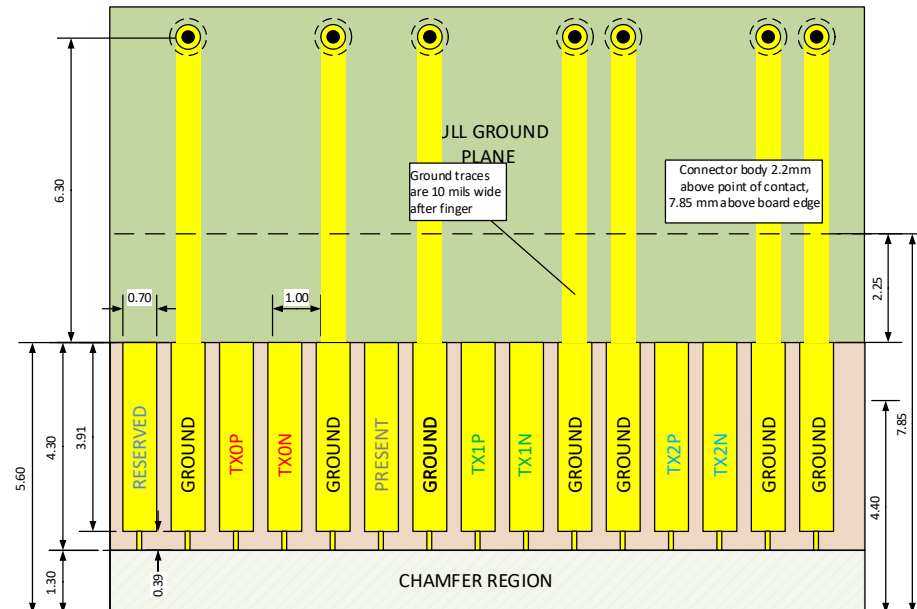 ULL GROUND
PLANE
Ground traces
are 10 mils wide
after finger
Connector body 2.2mm
above point of contact,
7.85 mm above board edge
6.30
2.25
0.70
1.00
5.60
4.30
3.91
RESERVED
GROUND
TX0P
TX0N
GROUND
PRESENT
GROUND
TX1P
TX1N
GROUND
GROUND
TX2P
TX2N
GROUND
GROUND
4.40
7.85
1.30
0.39
CHAMFER REGION